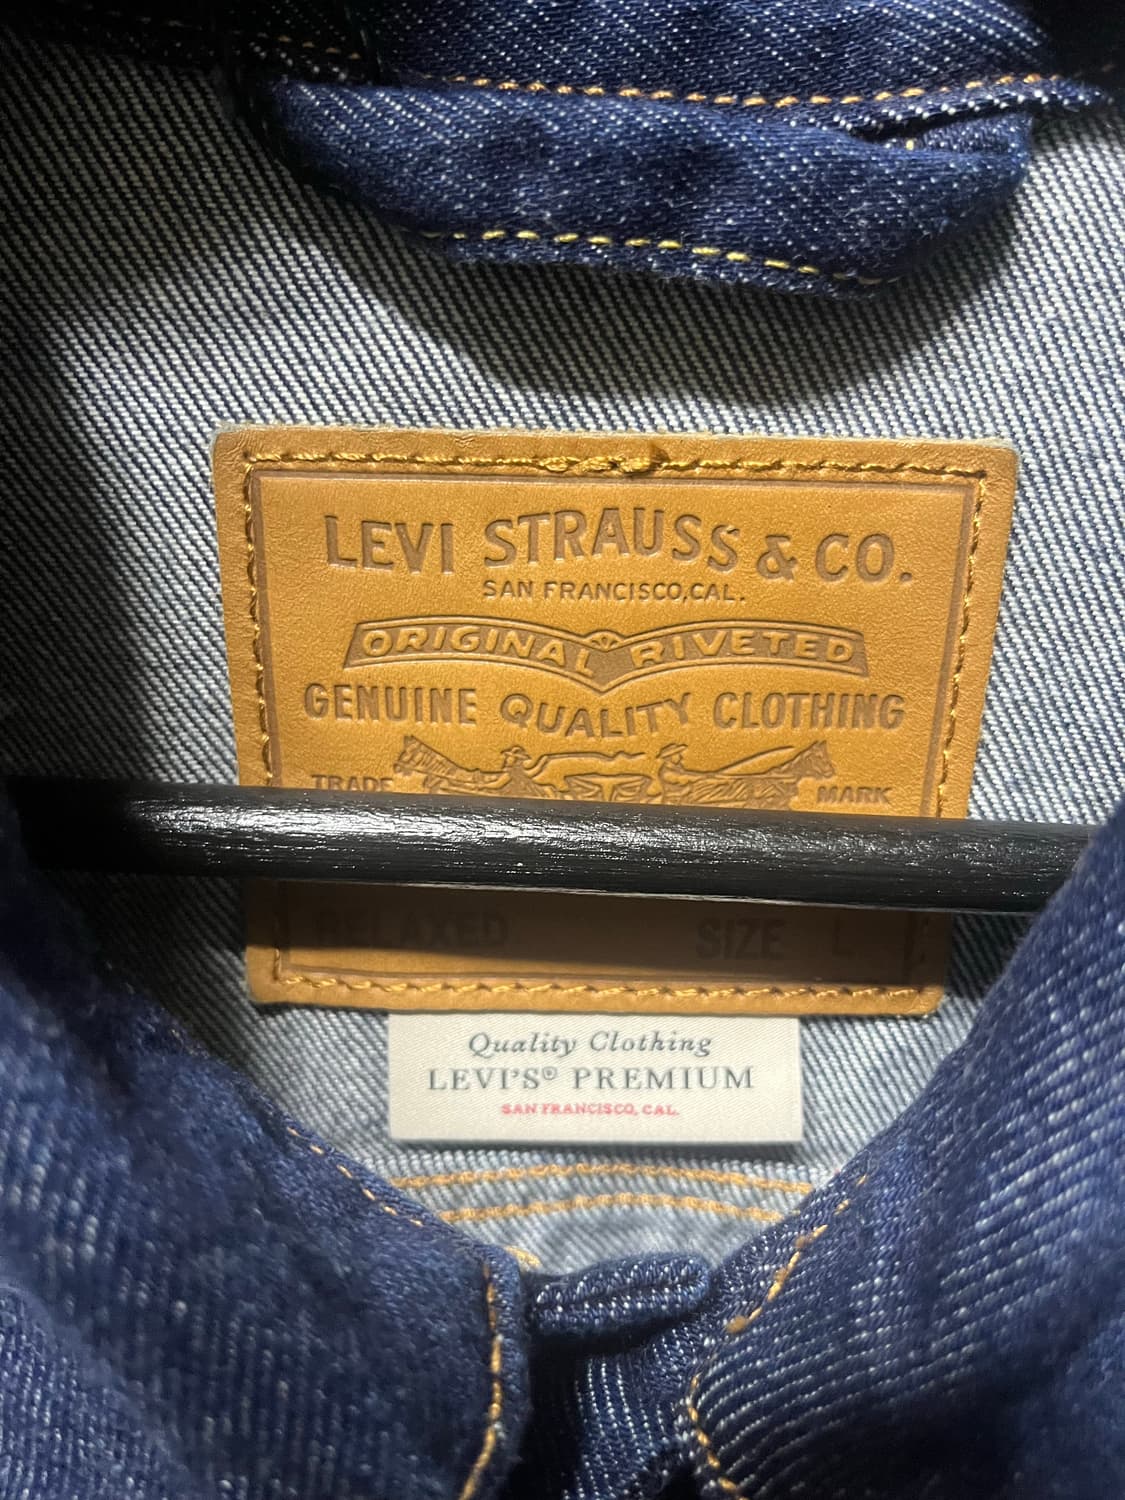 LEVI STRAUSS & CO.
SAN FRANCISCO, CAL.
ORIGINAL RIVETED
GENUINE QUALITY CLOTHING
TRADE MARK
RELAXED SIZE L
Quality Clothing
LEVI'S® PREMIUM
SAN FRANCISCO, CAL.